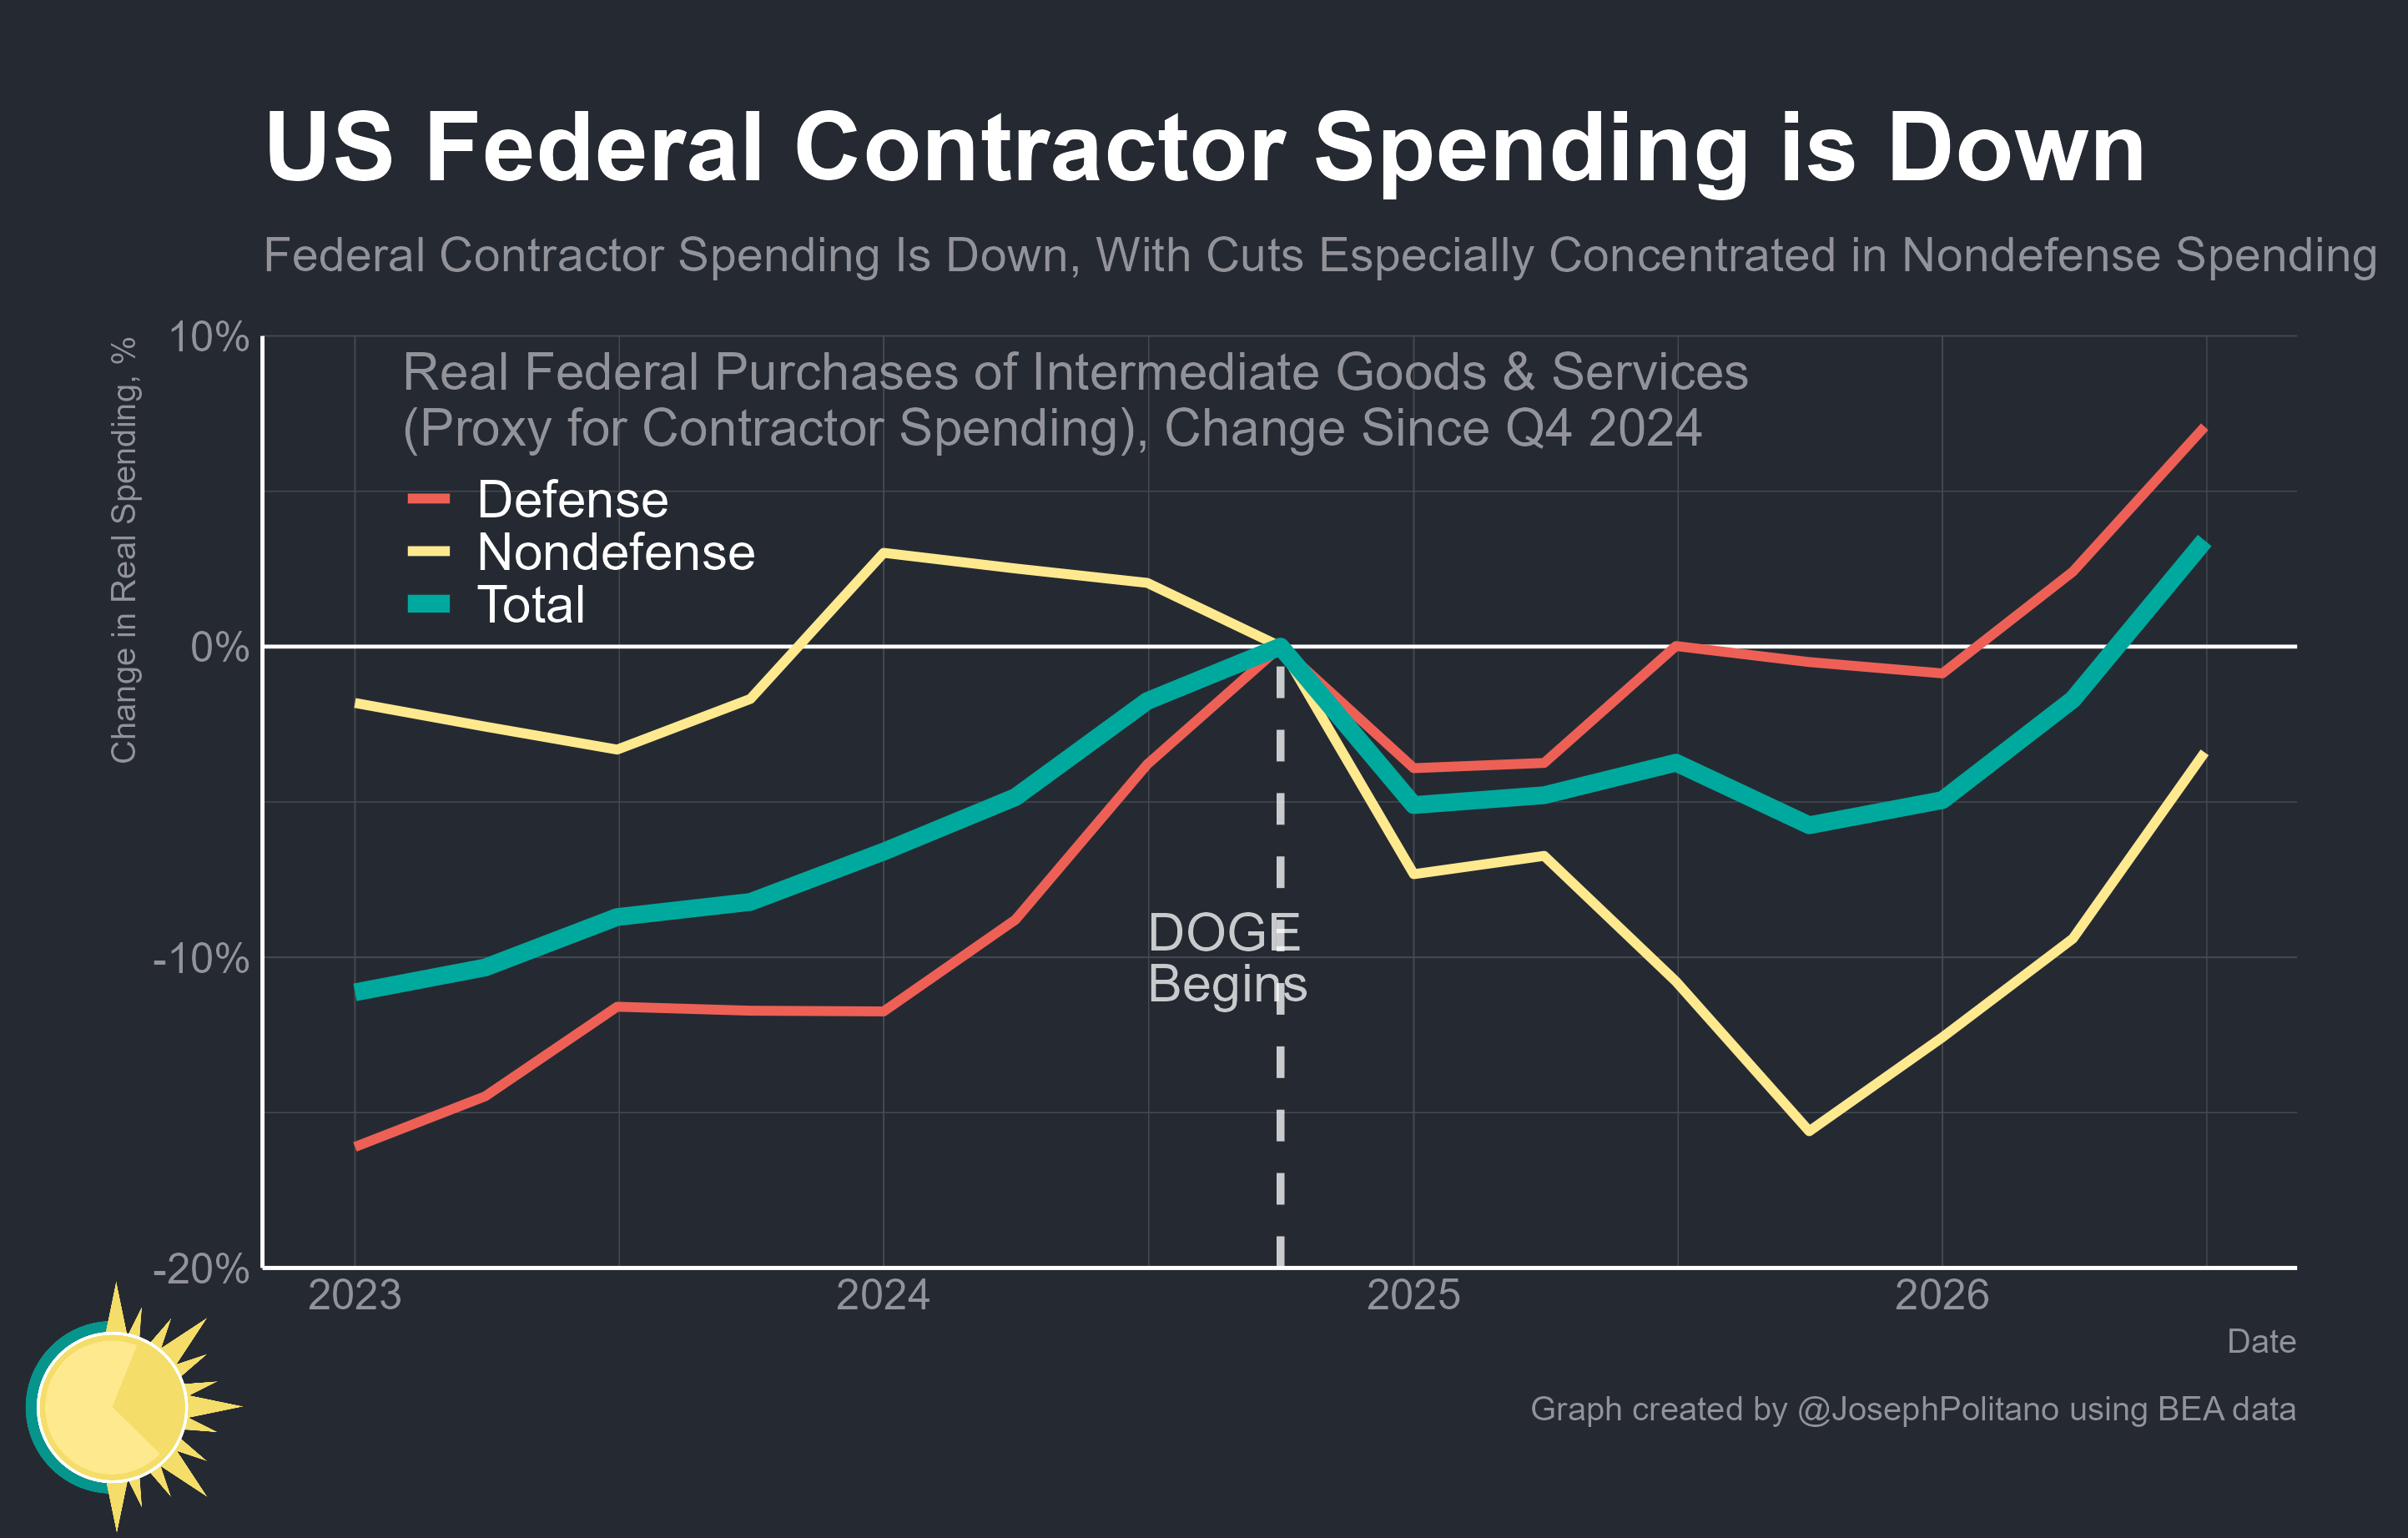 US Federal Contractor Spending is Down
Federal Contractor Spending Is Down, With Cuts Especially Concentrated in Nondefense Spending
Change in Real Spending, %
10%
0%
-10%
-20%
Real Federal Purchases of Intermediate Goods & Services
(Proxy for Contractor Spending), Change Since Q4 2024
Defense
Nondefense
Total
DOGE
Begins
2023
2024
2025
2026
Date
Graph created by @JosephPolitano using BEA data